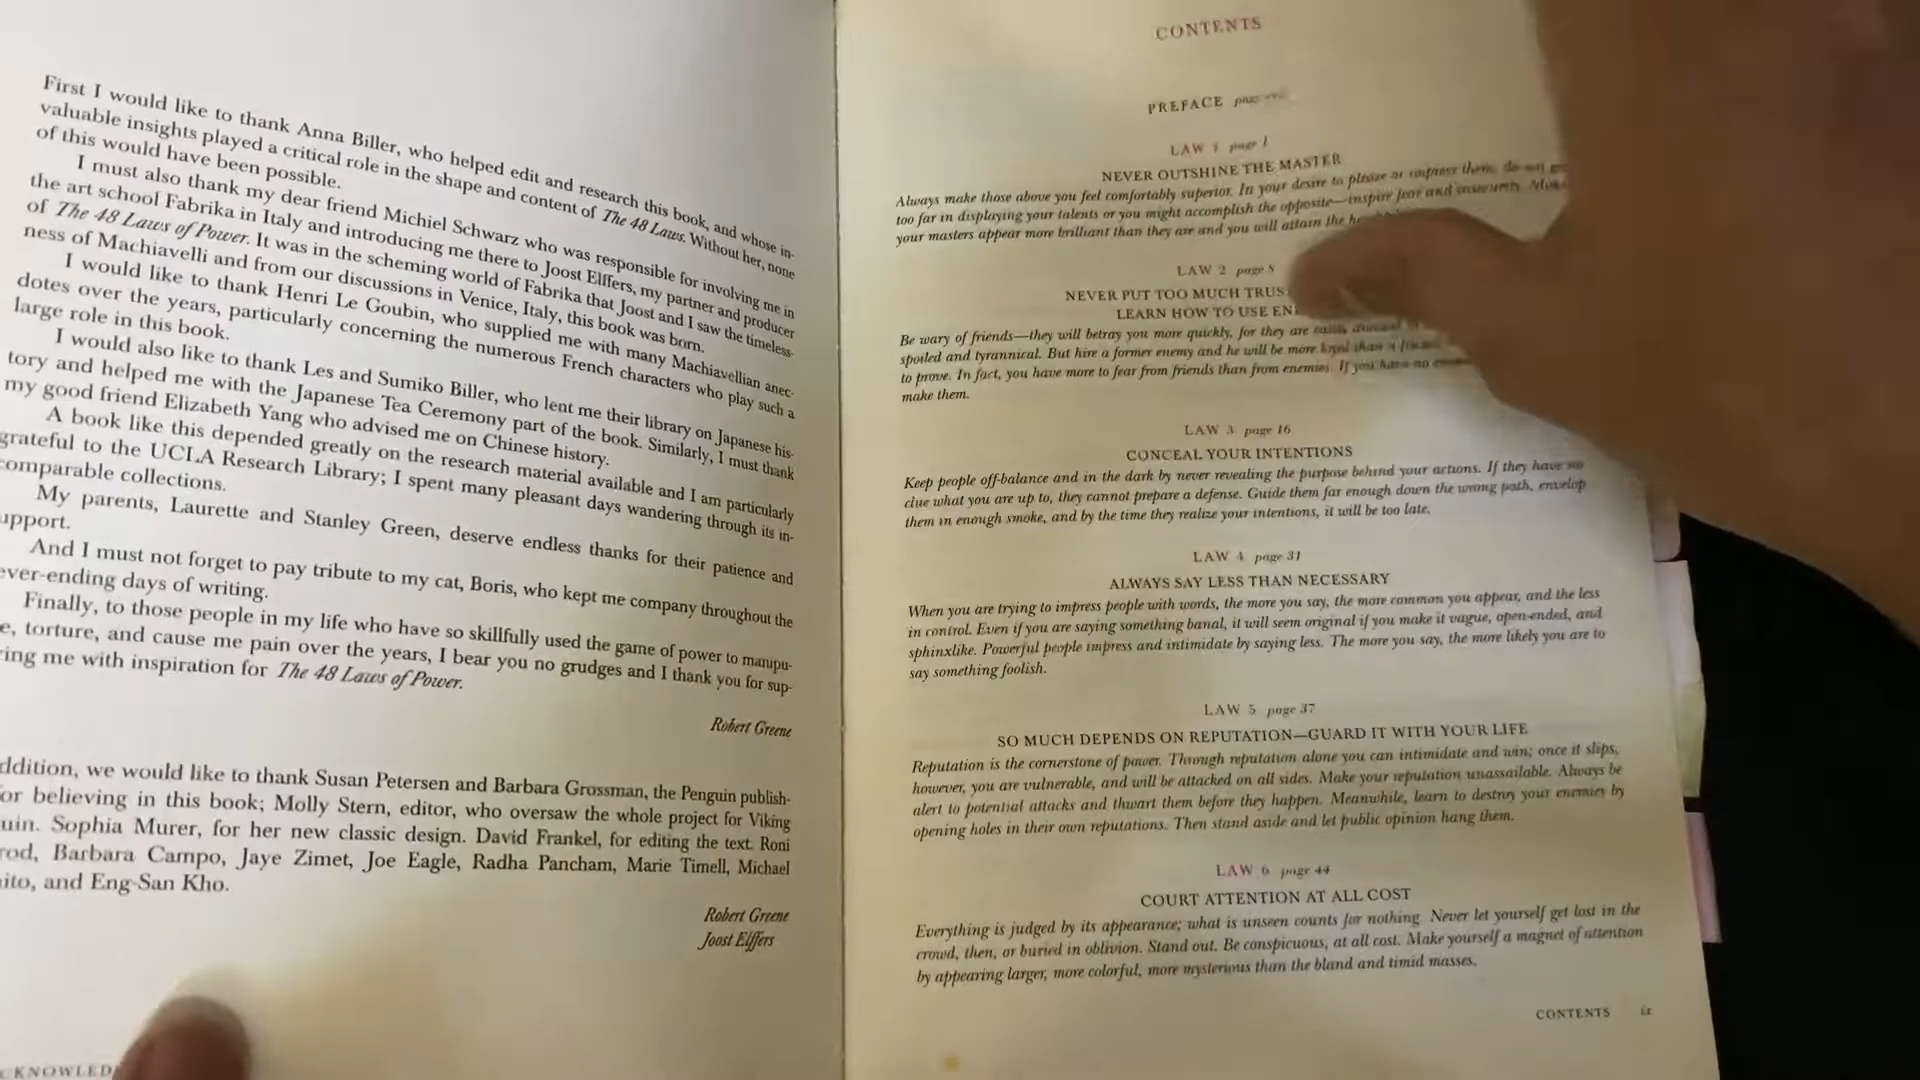 First I would like to thank Anna Biller, who helped edit and research this book, and whose in-
valuable insights played a critical role in the shape and content of The 48 Laws. Without her, none
of this would have been possible.
I must also thank my dear friend Michiel Schwarz who was responsible for involving me in
the art school Fabrika in Italy and introducing me there to Joost Elffers, my partner and producer
of The 48 Laws of Power. It was in the scheming world of Fabrika that Joost and I saw the timeless-
ness of Machiavelli and from our discussions in Venice, Italy, this book was born.
I would like to thank Henri Le Goubin, who supplied me with many Machiavellian anec-
dotes over the years, particularly concerning the numerous French characters who play such a
large role in this book.
I would also like to thank Les and Sumiko Biller, who lent me their library on Japanese his-
tory and helped me with the Japanese Tea Ceremony part of the book. Similarly, I must thank
my good friend Elizabeth Yang who advised me on Chinese history.
A book like this depended greatly on the research material available and I am particularly
grateful to the UCLA Research Library; I spent many pleasant days wandering through its in-
comparable collections.
My parents, Laurette and Stanley Green, deserve endless thanks for their patience and
upport.
And I must not forget to pay tribute to my cat, Boris, who kept me company throughout the
ever-ending days of writing.
Finally, to those people in my life who have so skillfully used the game of power to manipu-
e, torture, and cause me pain over the years, I bear you no grudges and I thank you for sup-
ring me with inspiration for The 48 Laws of Power.
Robert Greene
ddition, we would like to thank Susan Petersen and Barbara Grossman, the Penguin publish-
or believing in this book; Molly Stern, editor, who oversaw the whole project for Viking
uin. Sophia Murer, for her new classic design. David Frankel, for editing the text. Roni
rod, Barbara Campo, Jaye Zimet, Joe Eagle, Radha Pancham, Marie Timell, Michael
ito, and Eng-San Kho.
Robert Greene
Joost Elffers
CKNOWLED
CONTENTS
PREFACE page
LAW 1 page 1
NEVER OUTSHINE THE MASTER
Always make those above you feel comfortably superior. In your desire to please or impress them, do not
too far in displaying your talents or you might accomplish the opposite—inspire fear and insecurity.
your masters appear more brilliant than they are and you will attain the
LAW 2 page 8
NEVER PUT TOO MUCH TRUS
LEARN HOW TO USE EN
Be wary of friends—they will betray you more quickly, for they are easily
spoiled and tyrannical. But hire a former enemy and he will be more loyal than a
to prove. In fact, you have more to fear from friends than from enemies. If you have no
make them.
LAW 3 page 16
CONCEAL YOUR INTENTIONS
Keep people off-balance and in the dark by never revealing the purpose behind your actions. If they have no
clue what you are up to, they cannot prepare a defense. Guide them far enough down the wrong path, envelop
them in enough smoke, and by the time they realize your intentions, it will be too late.
LAW 4 page 31
ALWAYS SAY LESS THAN NECESSARY
When you are trying to impress people with words, the more you say, the more common you appear, and the less
in control. Even if you are saying something banal, it will seem original if you make it vague, open-ended, and
sphinxlike. Powerful people impress and intimidate by saying less. The more you say, the more likely you are to
say something foolish.
LAW 5 page 37
SO MUCH DEPENDS ON REPUTATION—GUARD IT WITH YOUR LIFE
Reputation is the cornerstone of power. Through reputation alone you can intimidate and win; once it slips,
however, you are vulnerable, and will be attacked on all sides. Make your reputation unassailable. Always be
alert to potential attacks and thwart them before they happen. Meanwhile, learn to destroy your enemies by
opening holes in their own reputations. Then stand aside and let public opinion hang them.
LAW 6 page 44
COURT ATTENTION AT ALL COST
Everything is judged by its appearance; what is unseen counts for nothing. Never let yourself get lost in the
crowd, then, or buried in oblivion. Stand out. Be conspicuous, at all cost. Make yourself a magnet of attention
by appearing larger, more colorful, more mysterious than the bland and timid masses.
CONTENTS ix